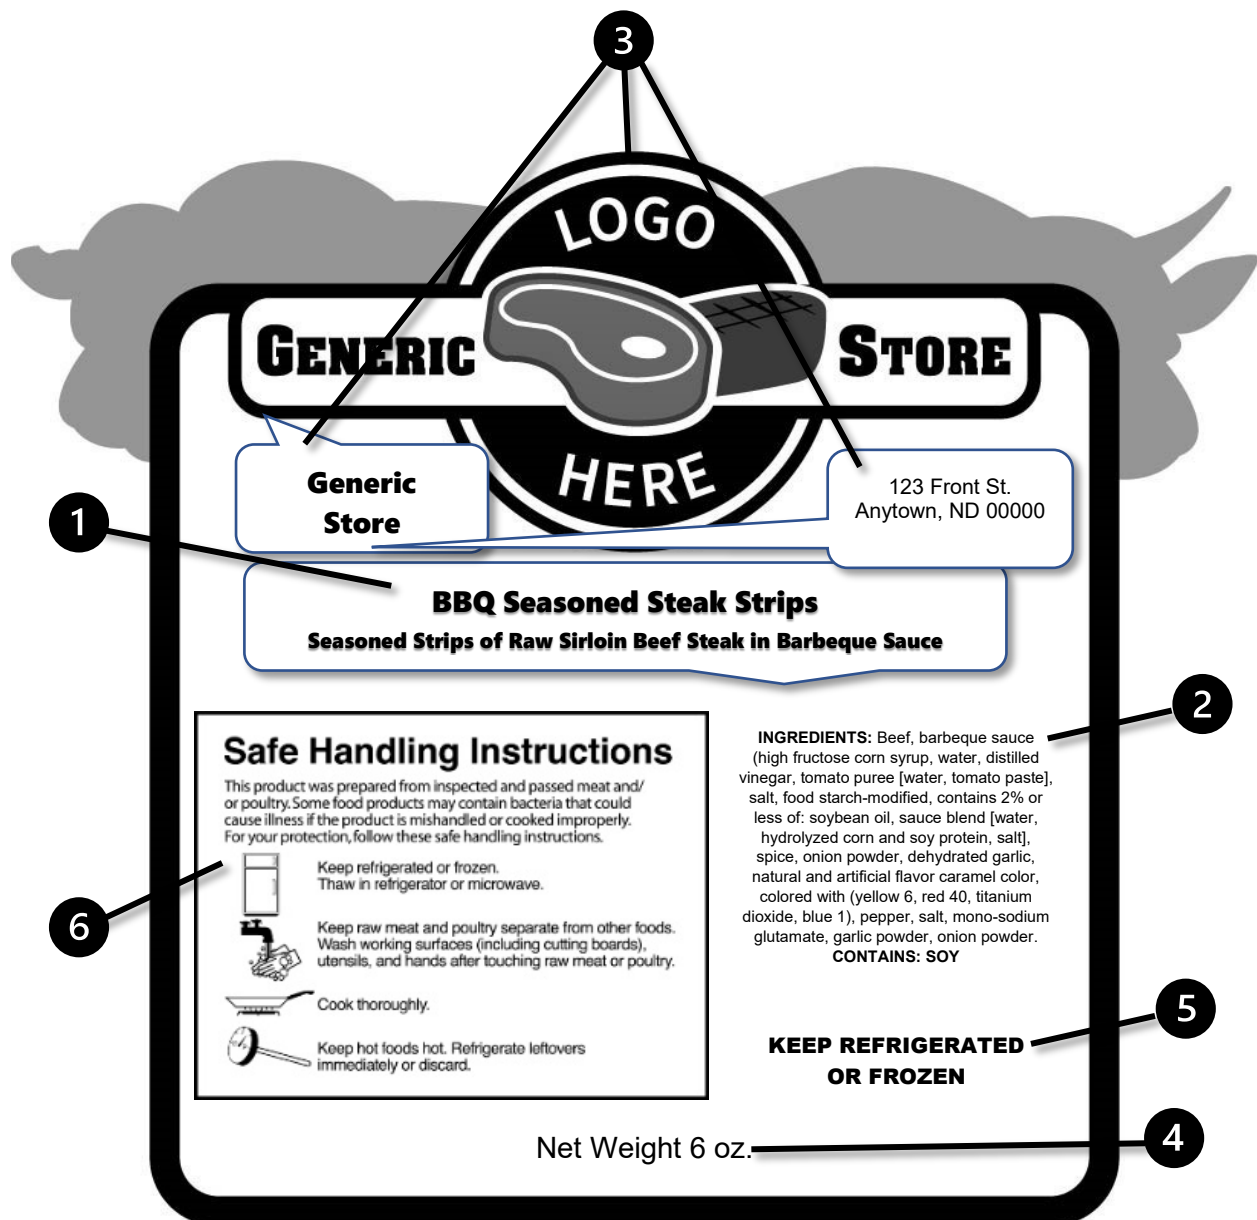 3
LOGO
GENERIC STORE
HERE
Generic
Store
123 Front St.
Anytown, ND 00000
1
BBQ Seasoned Steak Strips
Seasoned Strips of Raw Sirloin Beef Steak in Barbeque Sauce
2
Safe Handling Instructions
This product was prepared from inspected and passed meat and/
or poultry. Some food products may contain bacteria that could
cause illness if the product is mishandled or cooked improperly.
For your protection, follow these safe handling instructions.
Keep refrigerated or frozen.
Thaw in refrigerator or microwave.
Keep raw meat and poultry separate from other foods.
Wash working surfaces (including cutting boards),
utensils, and hands after touching raw meat or poultry.
Cook thoroughly.
Keep hot foods hot. Refrigerate leftovers
immediately or discard.
6
INGREDIENTS: Beef, barbeque sauce
(high fructose corn syrup, water, distilled
vinegar, tomato puree [water, tomato paste],
salt, food starch-modified, contains 2% or
less of: soybean oil, sauce blend [water,
hydrolyzed corn and soy protein, salt],
spice, onion powder, dehydrated garlic,
natural and artificial flavor caramel color,
colored with (yellow 6, red 40, titanium
dioxide, blue 1), pepper, salt, mono-sodium
glutamate, garlic powder, onion powder.
CONTAINS: SOY
5
KEEP REFRIGERATED
OR FROZEN
Net Weight 6 oz.
4